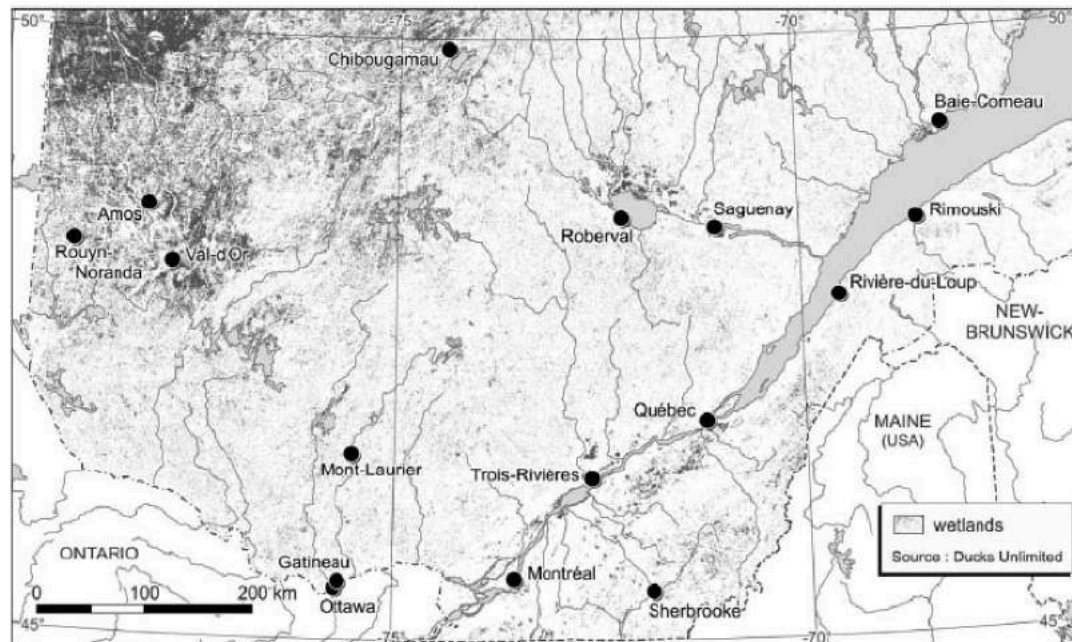 50°
-75
-70
50°
Chibougamau
Baie-Comeau
Amos
Rouyn-
Noranda
Val-d'Or
Roberval
Saguenay
Rimouski
Rivière-du-Loup
NEW-
BRUNSWICK
Québec
MAINE
(USA)
Mont-Laurier
Trois-Rivières
wetlands
Source : Ducks Unlimited
ONTARIO
Gatineau
Ottawa
Montréal
Sherbrooke
0
100
200 km
45°
-75
-70
45°